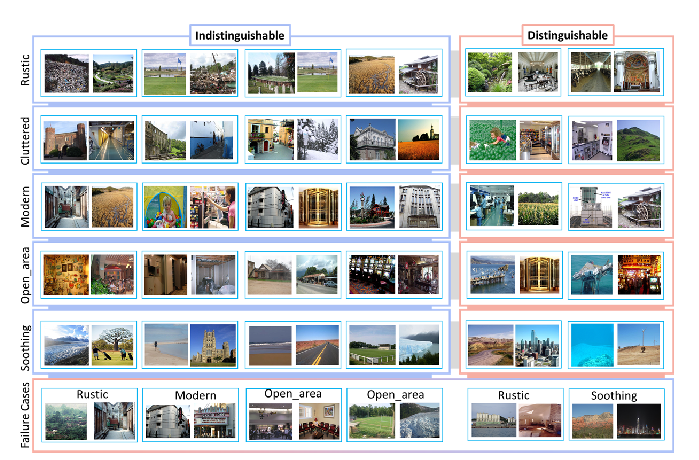 Indistinguishable
Distinguishable
Rustic
Cluttered
Modern
Open_area
Soothing
Failure Cases
Rustic
Modern
Open_area
Open_area
Rustic
Soothing